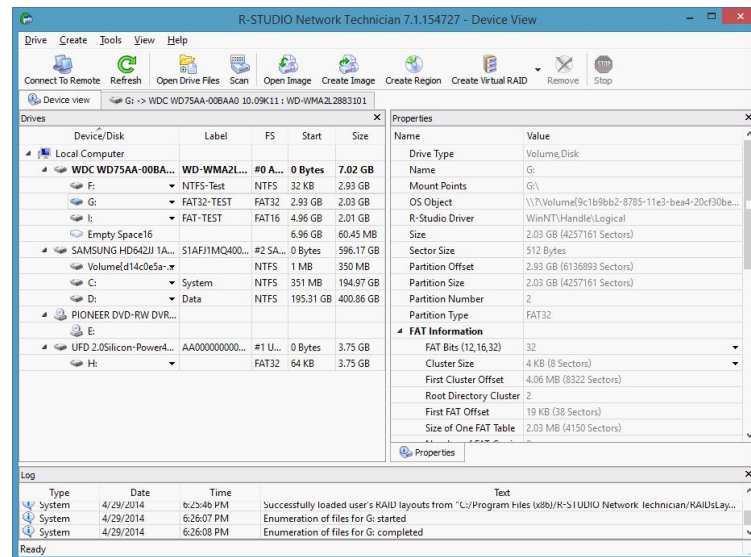 R-STUDIO Network Technician 7.1.154727 - Device View
Drive Create Tools View Help
Connect To Remote Refresh Open Drive Files Scan Open Image Create Image Create Region Create Virtual RAID Remove Stop
Device view G: -> WDC WD75AA-00BAA0 10.09K11 : WD-WMA2L2883101
Drives
Device/Disk Label FS Start Size
Local Computer
WDC WD75AA-00BA... WD-WMA2l... #0 A... 0 Bytes 7.02 GB
F: NTFS-Test NTFS 32 KB 2.93 GB
G: FAT32-TEST FAT32 2.93 GB 2.03 GB
I: FAT-TEST FAT16 4.96 GB 2.01 GB
Empty Space16 6.96 GB 60.45 MB
SAMSUNG HD642JJ 1A... S1AFJ1MQ400... #2 SA... 0 Bytes 596.17 GB
Volume{d14c0e5a-... NTFS 1 MB 350 MB
C: System NTFS 351 MB 194.97 GB
D: Data NTFS 195.31 GB 400.86 GB
PIONEER DVD-RW DVR...
E:
UFD 2.0Silicon-Power4... AA000000000... #1 U... 0 Bytes 3.75 GB
H: FAT32 64 KB 3.75 GB
Properties
Name Value
Drive Type Volume,Disk
Name G:
Mount Points G:\
OS Object \\?\Volume{9c1b9bb2-8785-11e3-bea4-20cf30be...
R-Studio Driver WinNT\Handle\Logical
Size 2.03 GB (4257161 Sectors)
Sector Size 512 Bytes
Partition Offset 2.93 GB (6136893 Sectors)
Partition Size 2.03 GB (4257161 Sectors)
Partition Number 2
Partition Type FAT32
FAT Information
FAT Bits (12,16,32) 32
Cluster Size 4 KB (8 Sectors)
First Cluster Offset 4.06 MB (8322 Sectors)
Root Directory Cluster 2
First FAT Offset 19 KB (38 Sectors)
Size of One FAT Table 2.03 MB (4150 Sectors)
Properties
Log
Type Date Time Text
System 4/29/2014 6:25:46 PM Successfully loaded user's RAID layouts from "C:/Program Files (x86)/R-STUDIO Network Technician/RAIDsLay...
System 4/29/2014 6:26:07 PM Enumeration of files for G: started
System 4/29/2014 6:26:08 PM Enumeration of files for G: completed
Ready